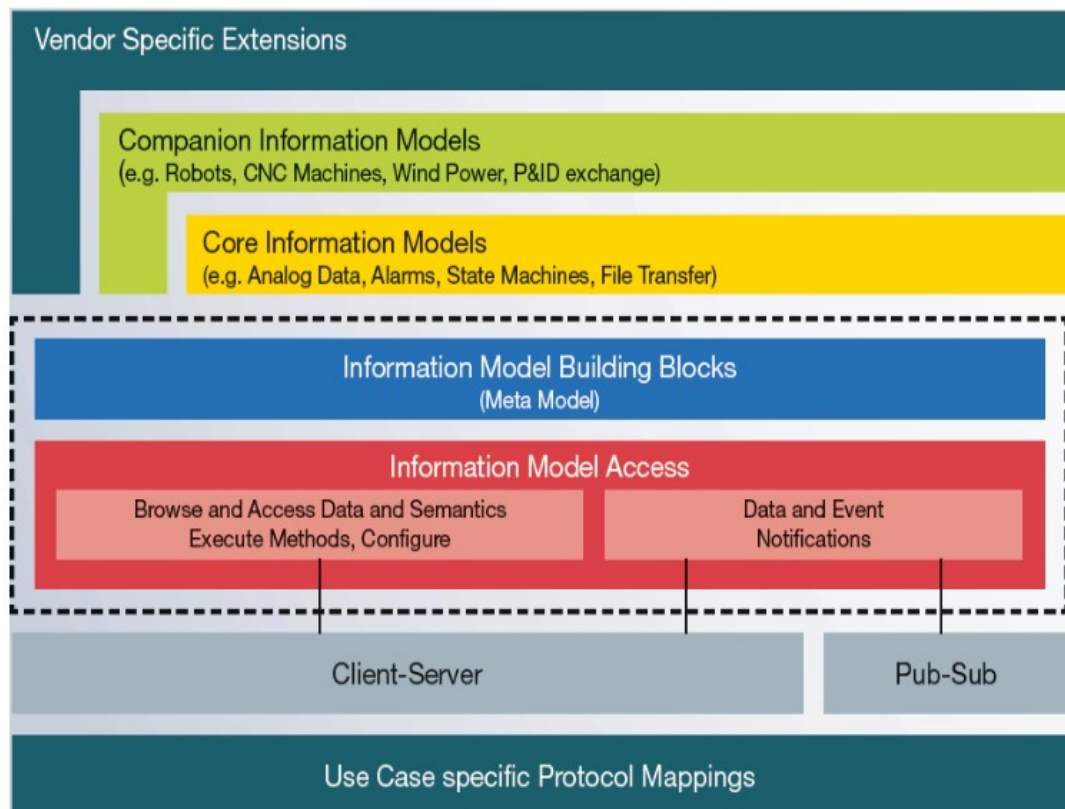 Vendor Specific Extensions
Companion Information Models
(e.g. Robots, CNC Machines, Wind Power, P&ID exchange)
Core Information Models
(e.g. Analog Data, Alarms, State Machines, File Transfer)
Information Model Building Blocks
(Meta Model)
Information Model Access
Browse and Access Data and Semantics
Execute Methods, Configure
Data and Event
Notifications
Client-Server
Pub-Sub
Use Case specific Protocol Mappings